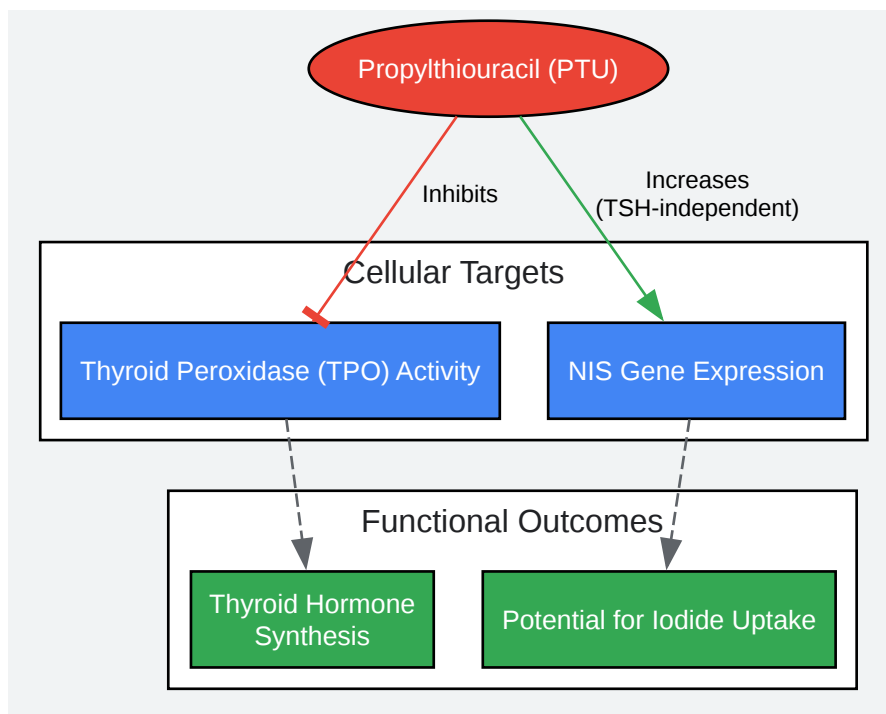 Propylthiouracil (PTU)
Inhibits
Increases
(TSH-independent)
Cellular Targets
Thyroid Peroxidase (TPO) Activity
NIS Gene Expression
Functional Outcomes
Thyroid Hormone
Synthesis
Potential for Iodide Uptake